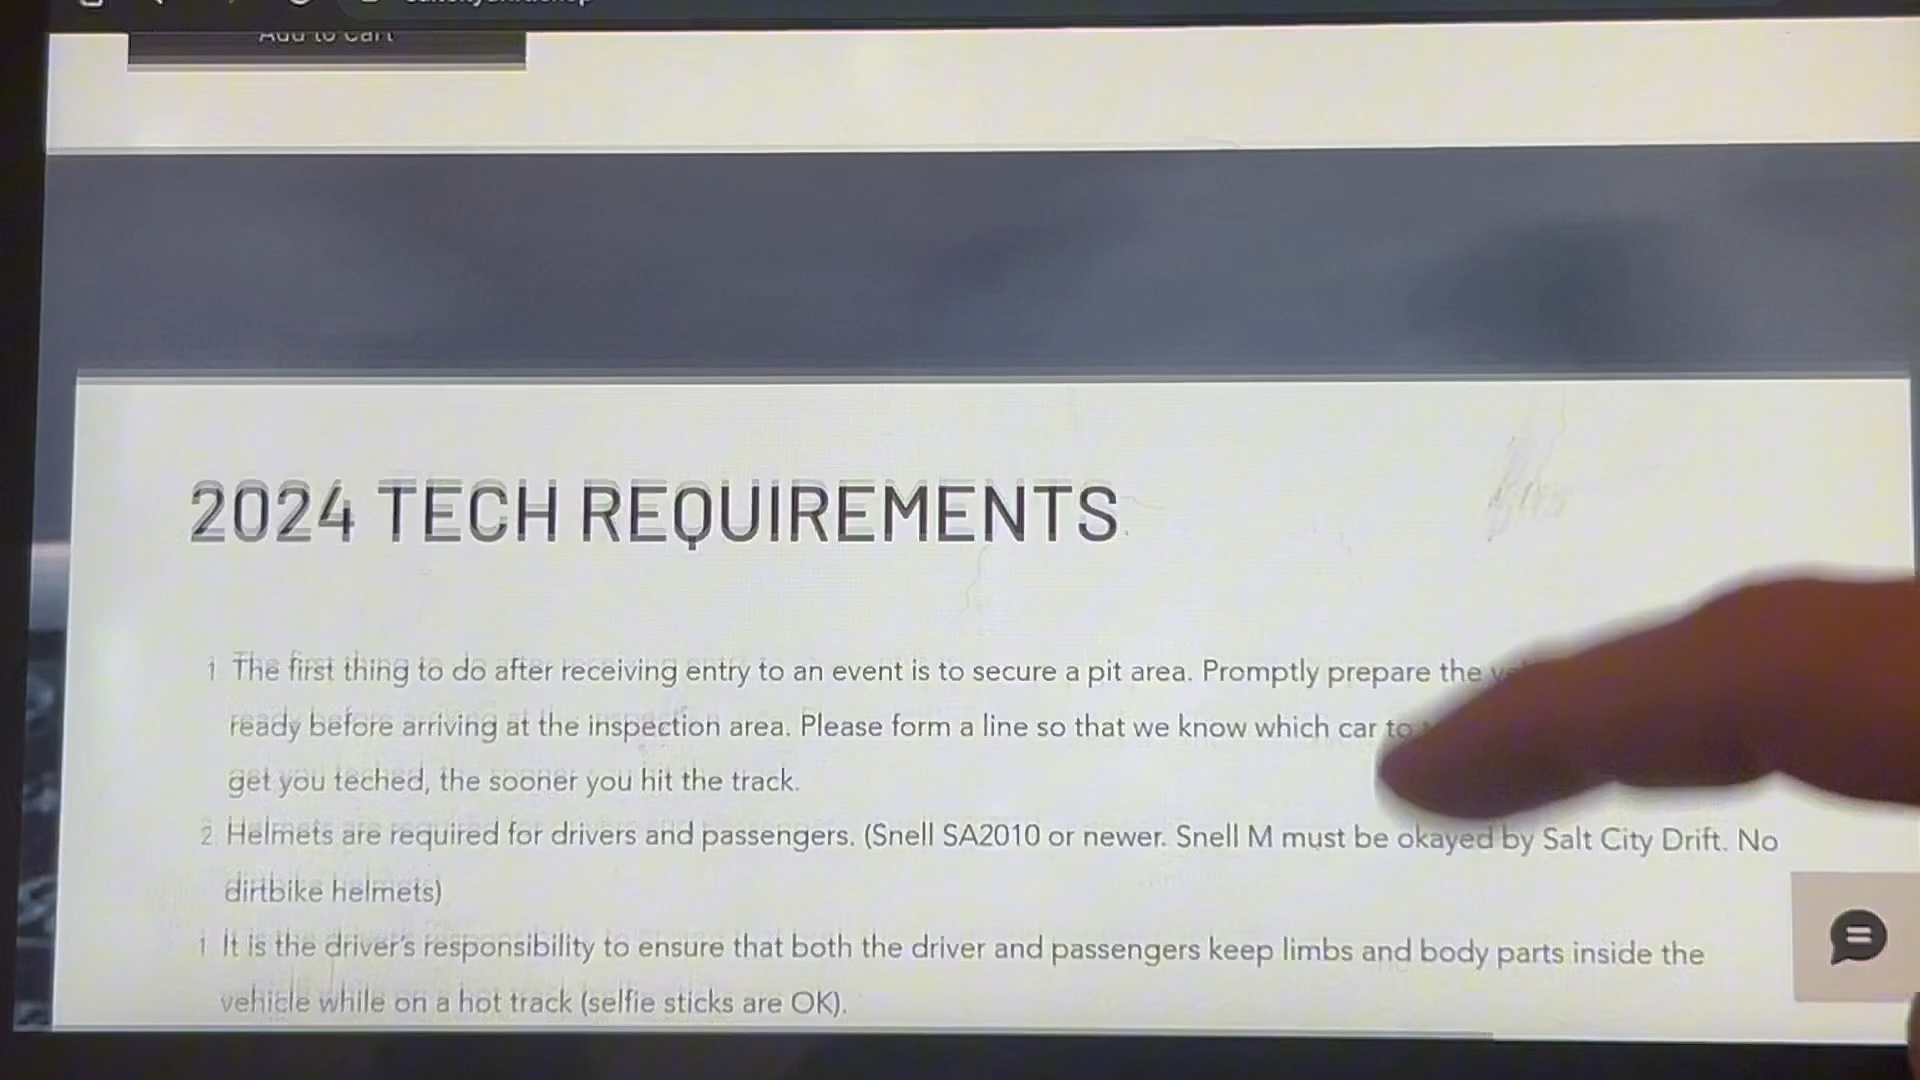 Add to Cart
2024 TECH REQUIREMENTS
1 The first thing to do after receiving entry to an event is to secure a pit area. Promptly prepare the
ready before arriving at the inspection area. Please form a line so that we know which car to
get you teched, the sooner you hit the track.
2 Helmets are required for drivers and passengers. (Snell SA2010 or newer. Snell M must be okayed by Salt City Drift. No
dirtbike helmets)
1 It is the driver's responsibility to ensure that both the driver and passengers keep limbs and body parts inside the
vehicle while on a hot track (selfie sticks are OK).